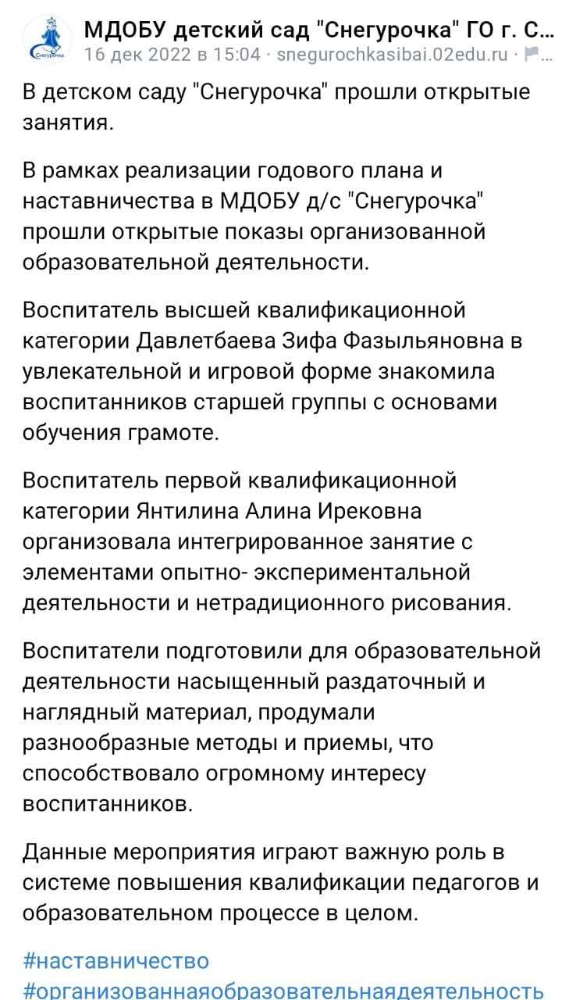 МДОБУ детский сад "Снегурочка" ГО г. С...
16 дек 2022 в 15:04 · snegurochkasibai.02edu.ru · ...
Снегурочка
В детском саду "Снегурочка" прошли открытые
занятия.
В рамках реализации годового плана и
наставничества в МДОБУ д/с "Снегурочка"
прошли открытые показы организованной
образовательной деятельности.
Воспитатель высшей квалификационной
категории Давлетбаева Зифа Фазыльяновна в
увлекательной и игровой форме знакомила
воспитанников старшей группы с основами
обучения грамоте.
Воспитатель первой квалификационной
категории Янтилина Алина Ирековна
организовала интегрированное занятие с
элементами опытно- экспериментальной
деятельности и нетрадиционного рисования.
Воспитатели подготовили для образовательной
деятельности насыщенный раздаточный и
наглядный материал, продумали
разнообразные методы и приемы, что
способствовало огромному интересу
воспитанников.
Данные мероприятия играют важную роль в
системе повышения квалификации педагогов и
образовательном процессе в целом.
#наставничество
#организованнаяобразовательнаядеятельность